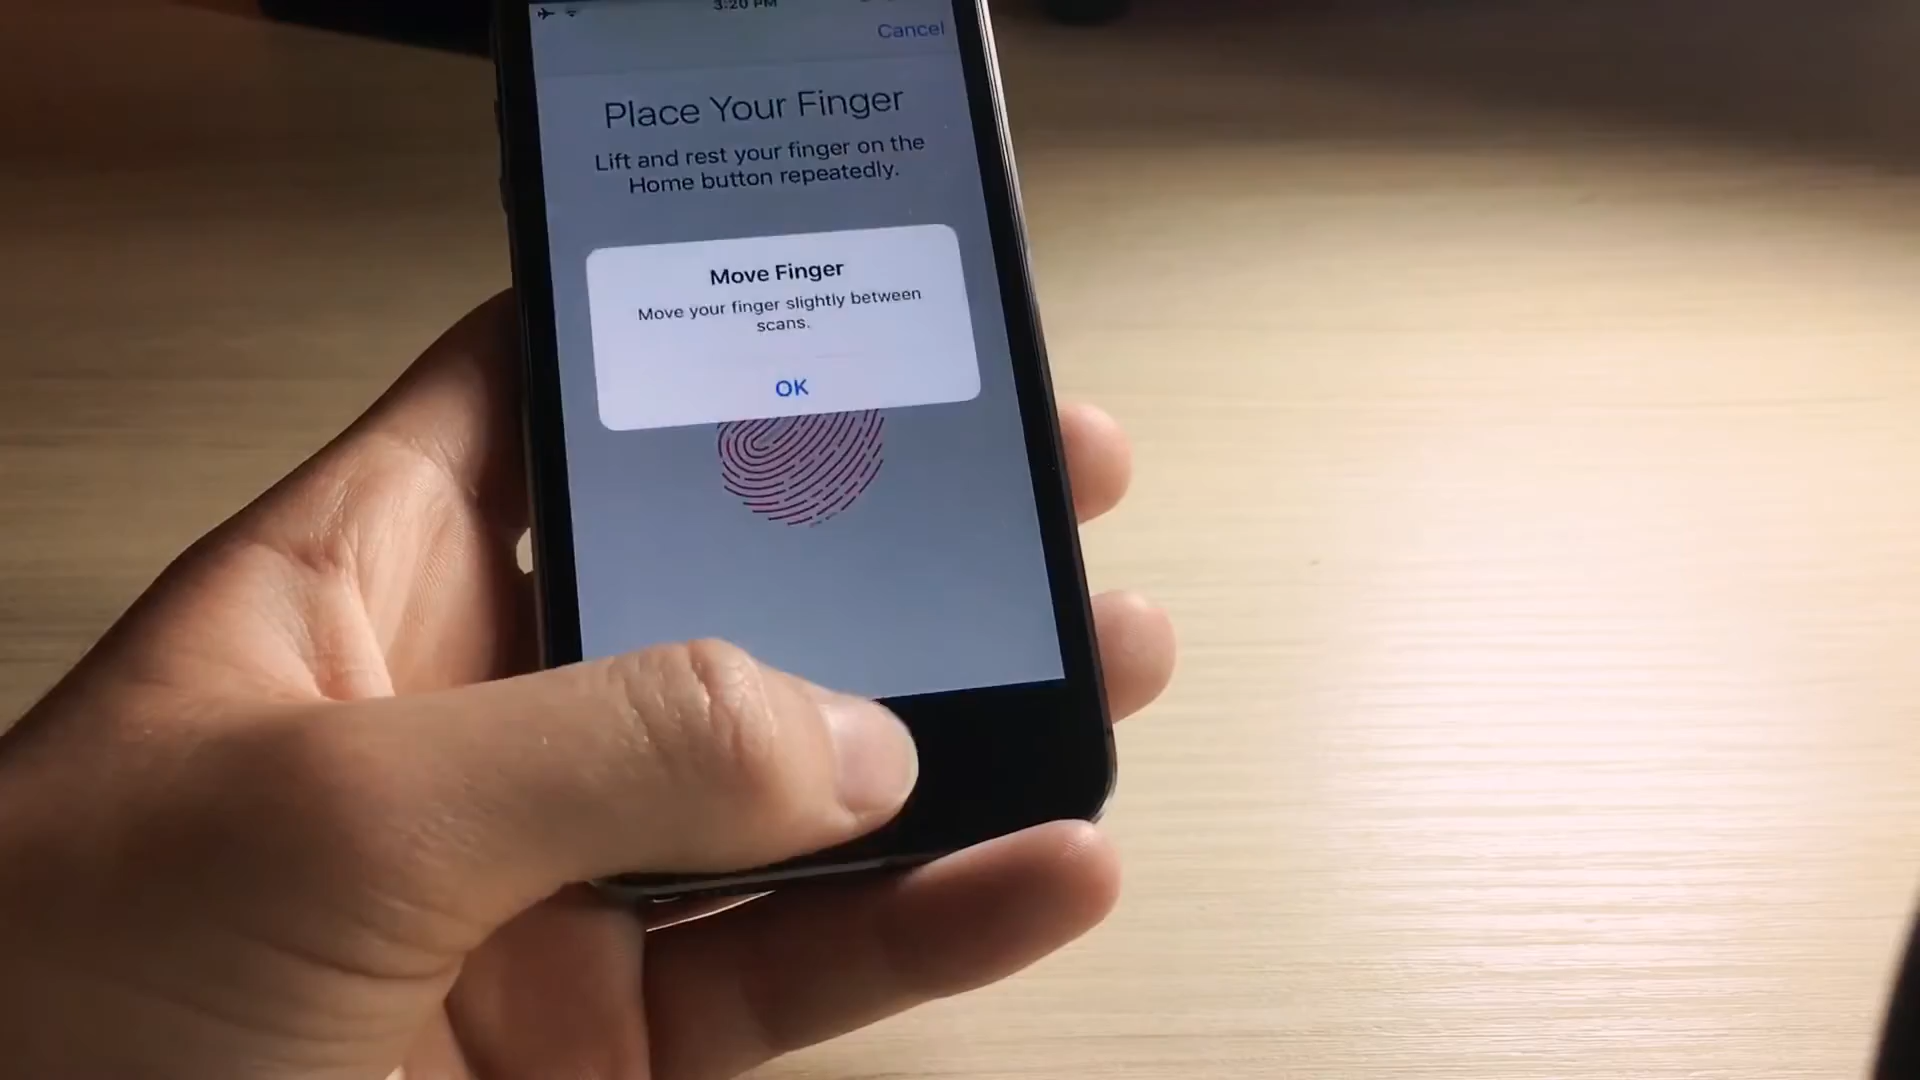 3:20 PM
Cancel
Place Your Finger
Lift and rest your finger on the
Home button repeatedly.
Move Finger
Move your finger slightly between
scans.
OK